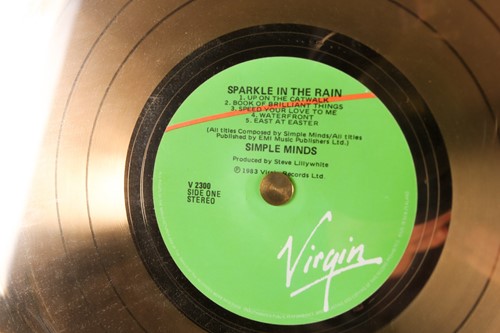 SPARKLE IN THE RAIN
1. UP ON THE CATWALK
2. BOOK OF BRILLIANT THINGS
3. SPEED YOUR LOVE TO ME
4. WATERFRONT
5. EAST AT EASTER
(All titles Composed by Simple Minds/All titles
Published by EMI Music Publishers Ltd.)
SIMPLE MINDS
Produced by Steve Lillywhite
℗ 1983 Virgin Records Ltd.
V 2300
SIDE ONE
STEREO
Virgin